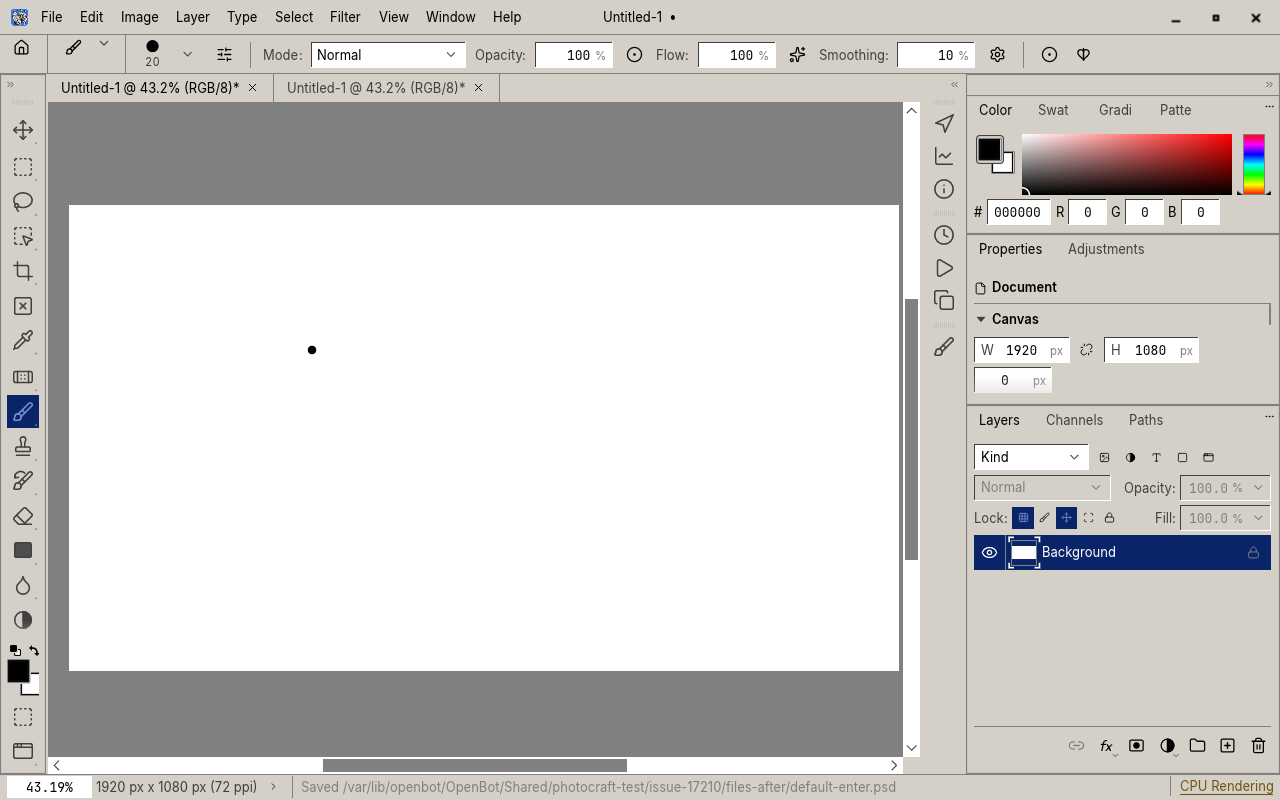 File Edit Image Layer Type Select Filter View Window Help Untitled-1 •
20 Mode: Normal Opacity: 100 % Flow: 100 % Smoothing: 10 %
Untitled-1 @ 43.2% (RGB/8)* Untitled-1 @ 43.2% (RGB/8)*
Color Swat Gradi Patte
# 000000 R 0 G 0 B 0
Properties Adjustments
Document
Canvas
W 1920 px H 1080 px
0 px
Layers Channels Paths
Kind
Normal Opacity: 100.0 %
Lock: Fill: 100.0 %
Background
fx
43.19% 1920 px x 1080 px (72 ppi) Saved /var/lib/openbot/OpenBot/Shared/photocraft-test/issue-17210/files-after/default-enter.psd CPU Rendering